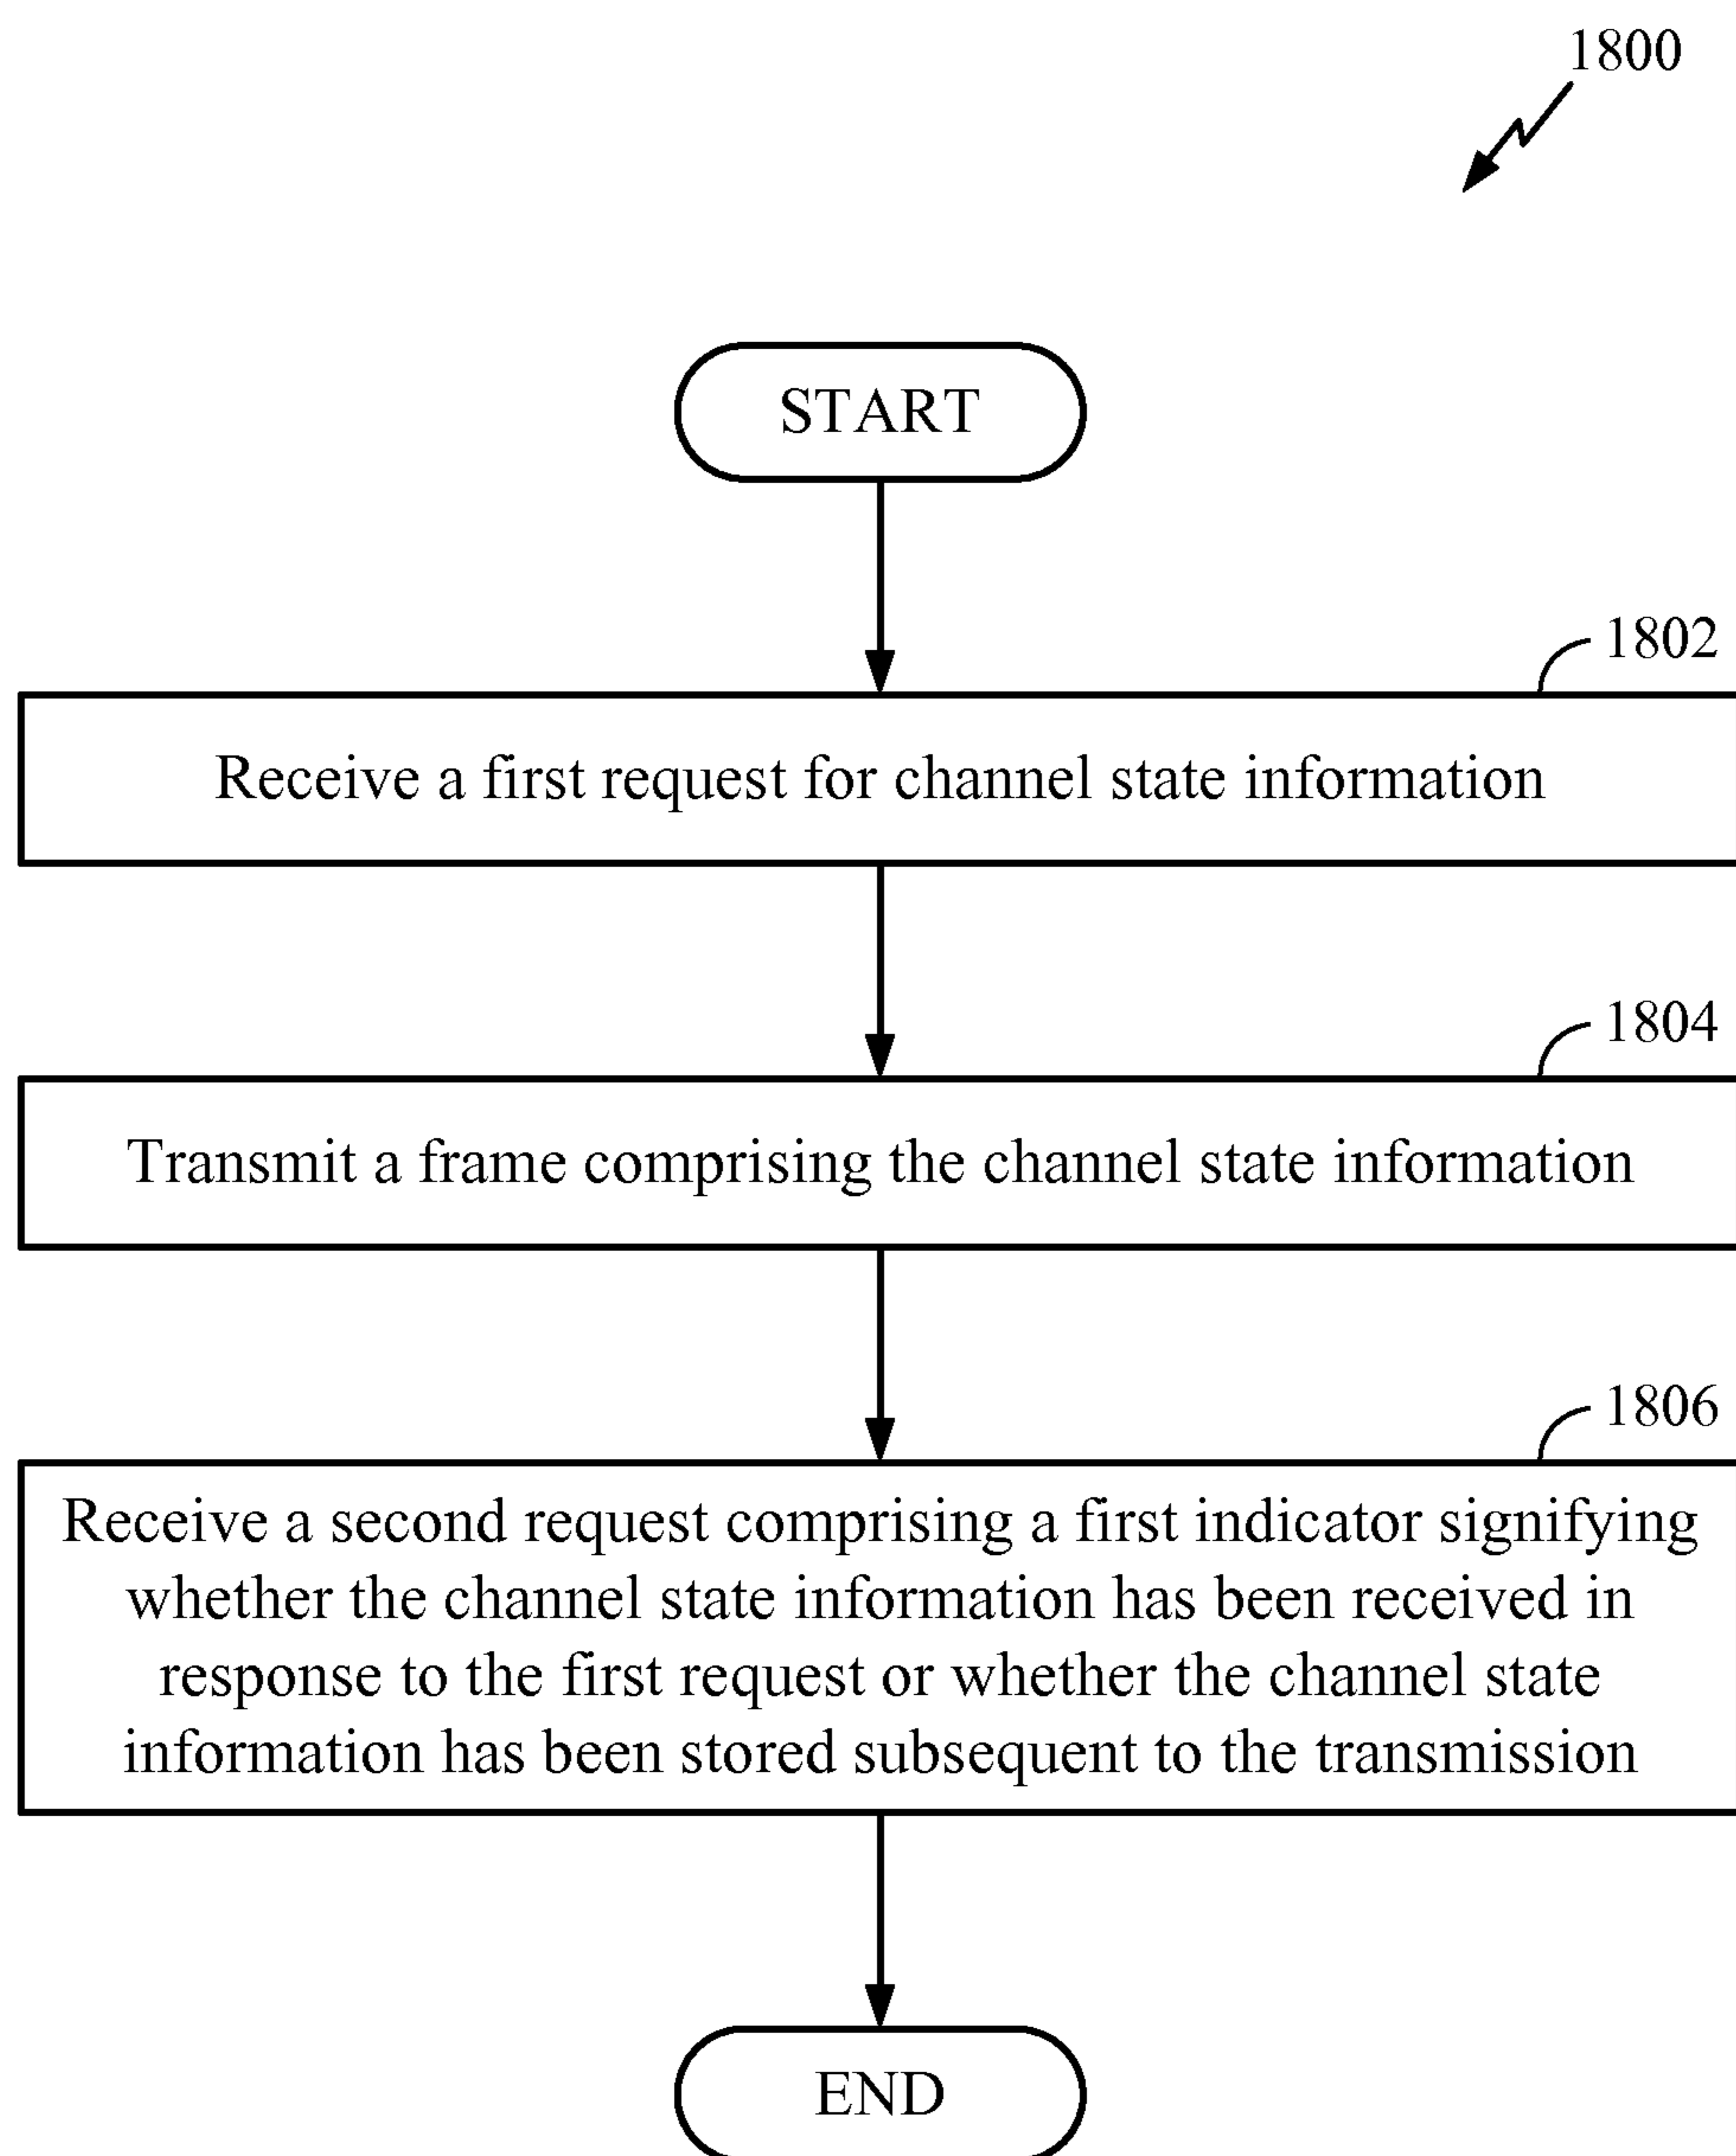 1800
START
1802
Receive a first request for channel state information
1804
Transmit a frame comprising the channel state information
1806
Receive a second request comprising a first indicator signifying
whether the channel state information has been received in
response to the first request or whether the channel state
information has been stored subsequent to the transmission
END